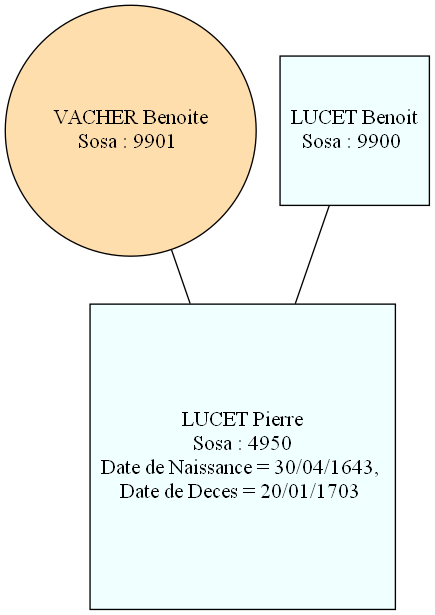 VACHER Benoite
Sosa : 9901
LUCET Benoit
Sosa : 9900
LUCET Pierre
Sosa : 4950
Date de Naissance = 30/04/1643,
Date de Deces = 20/01/1703